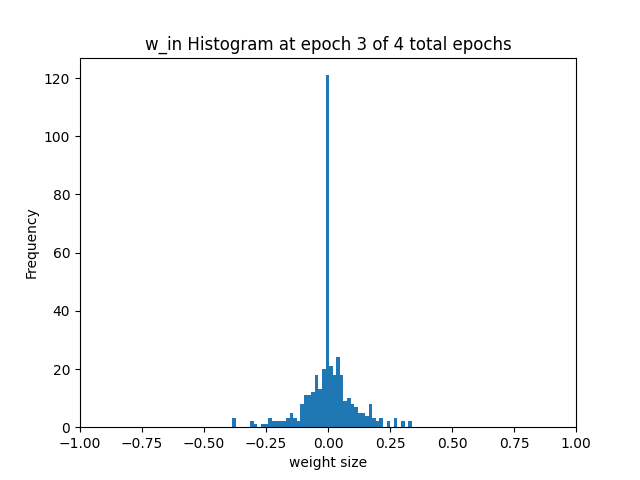 w_in Histogram at epoch 3 of 4 total epochs
Frequency
120
100
80
60
40
20
0
−1.00 −0.75 −0.50 −0.25 0.00 0.25 0.50 0.75 1.00
weight size